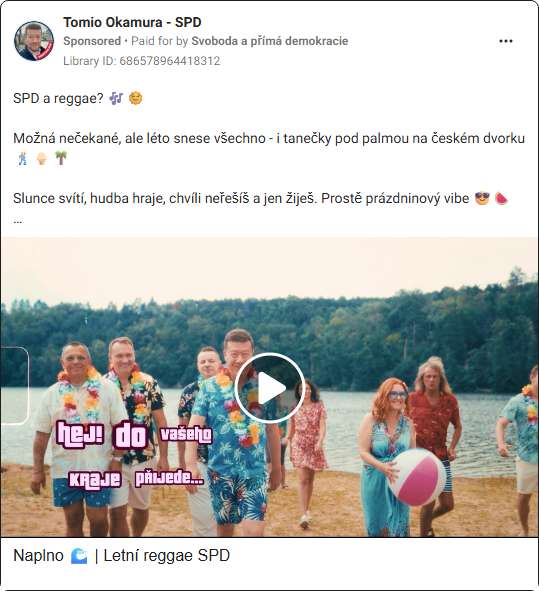 Tomio Okamura - SPD
Sponsored • Paid for by Svoboda a přímá demokracie
Library ID: 686578964418312
SPD a reggae? 🎶 😊
Možná nečekané, ale léto snese všechno - i tanečky pod palmou na českém dvorku
🕺🏻 🌴
Slunce svítí, hudba hraje, chvíli neřešíš a jen žiješ. Prostě prázdninový vibe 😎 🍉
...
HEJ! DO VAŠEHO
KRAJE PŘIJEDE...
Naplno 🌊 | Letní reggae SPD